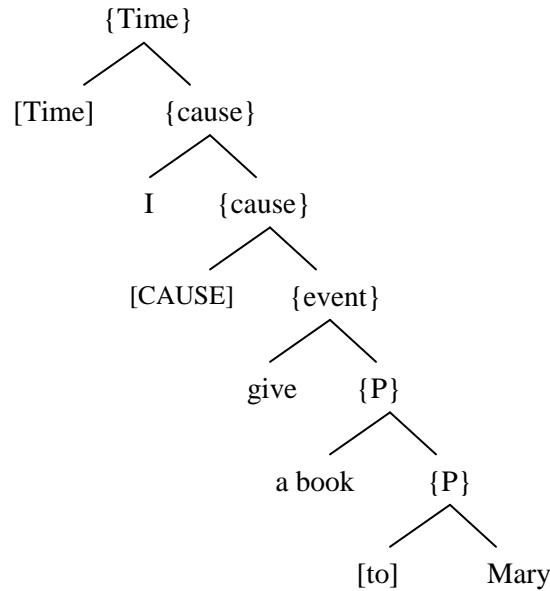 {Time}
[Time] {cause}
I {cause}
[CAUSE] {event}
give {P}
a book {P}
[to] Mary